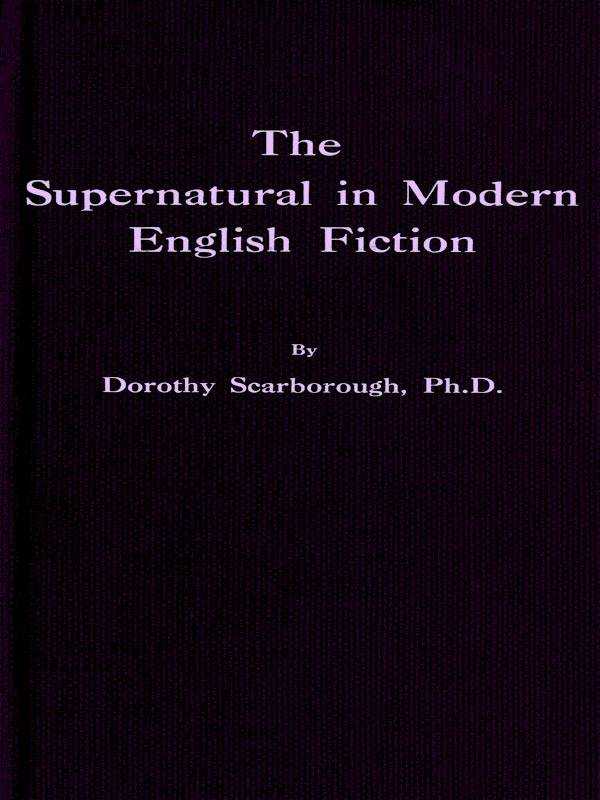 The
Supernatural in Modern
English Fiction
By
Dorothy Scarborough, Ph.D.